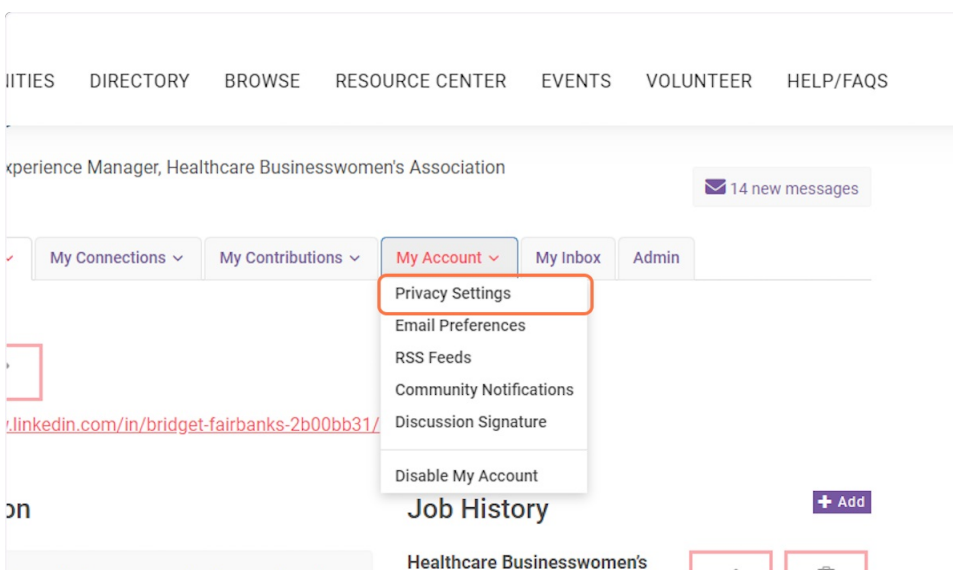 ITIES DIRECTORY BROWSE RESOURCE CENTER EVENTS VOLUNTEER HELP/FAQS
xperience Manager, Healthcare Businesswomen's Association
14 new messages
My Connections My Contributions My Account My Inbox Admin
Privacy Settings
Email Preferences
RSS Feeds
Community Notifications
Discussion Signature
Disable My Account
.linkedin.com/in/bridget-fairbanks-2b00bb31/
on
Job History
Add
Healthcare Businesswomen's